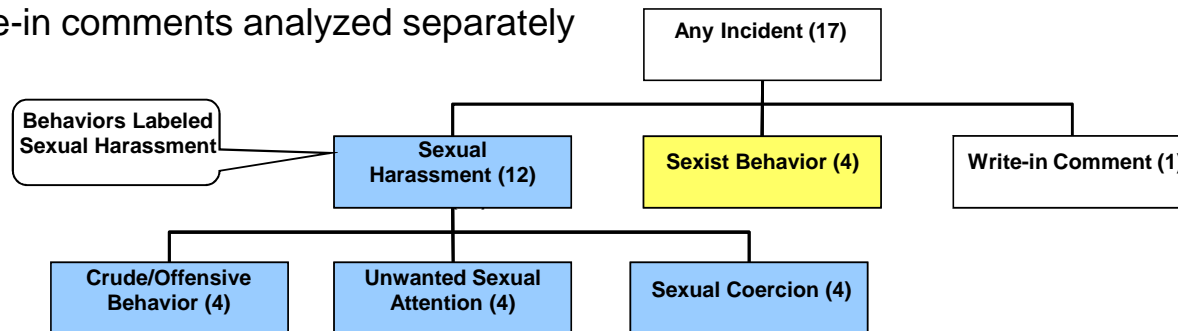 e-in comments analyzed separately
Any Incident (17)
Behaviors Labeled
Sexual Harassment
Sexual
Harassment (12)
Sexist Behavior (4)
Write-in Comment (1)
Crude/Offensive
Behavior (4)
Unwanted Sexual
Attention (4)
Sexual Coercion (4)